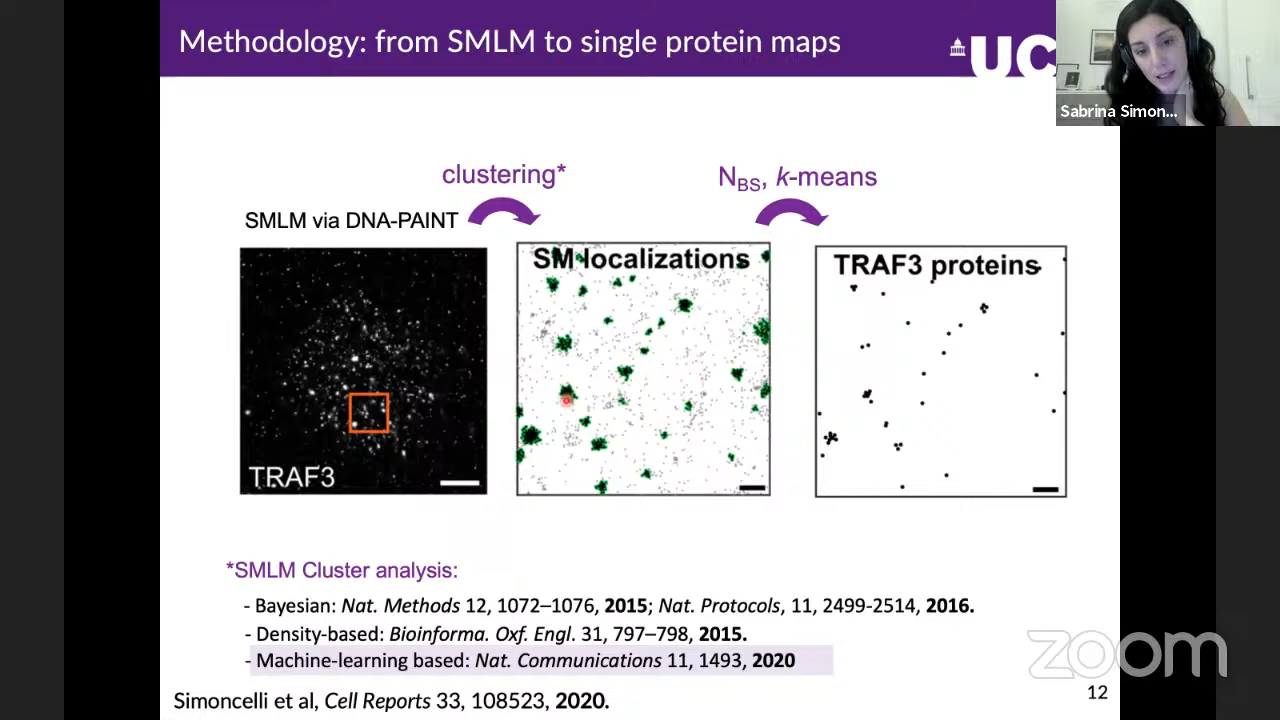 Methodology: from SMLM to single protein maps
UC
Sabrina Simon...
clustering*
N_BS, k-means
SMLM via DNA-PAINT
SM localizations
TRAF3 proteins
TRAF3
*SMLM Cluster analysis:
- Bayesian: Nat. Methods 12, 1072–1076, 2015; Nat. Protocols, 11, 2499-2514, 2016.
- Density-based: Bioinforma. Oxf. Engl. 31, 797–798, 2015.
- Machine-learning based: Nat. Communications 11, 1493, 2020
zoom
12
Simoncelli et al, Cell Reports 33, 108523, 2020.